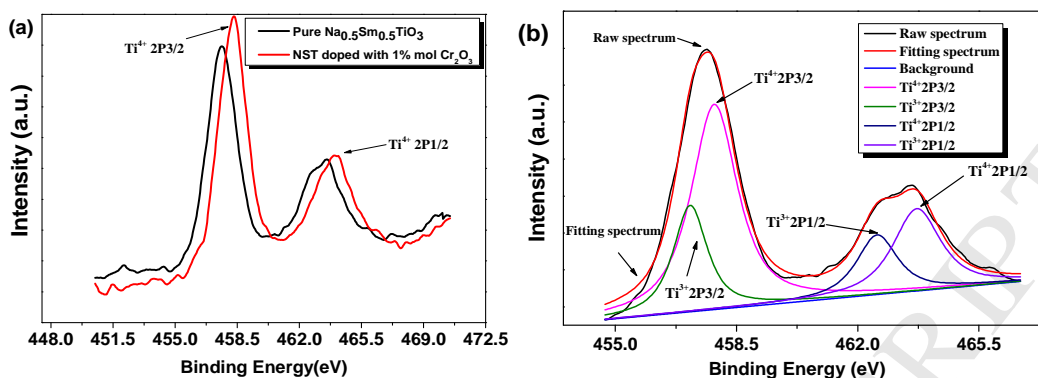 (a)
Ti⁴⁺ 2P3/2
Pure Na₀.₅Sm₀.₅TiO₃
NST doped with 1% mol Cr₂O₃
Ti⁴⁺ 2P1/2
Intensity (a.u.)
448.0 451.5 455.0 458.5 462.0 465.5 469.0 472.5
Binding Energy(eV)
(b)
Raw spectrum
Raw spectrum
Fitting spectrum
Background
Ti⁴⁺2P3/2
Ti³⁺2P3/2
Ti⁴⁺2P1/2
Ti³⁺2P1/2
Ti⁴⁺2P3/2
Ti⁴⁺2P1/2
Ti³⁺2P1/2
Fitting spectrum
Ti³⁺2P3/2
Intensity (a.u.)
455.0 458.5 462.0 465.5
Binding Energy (eV)
RIPT